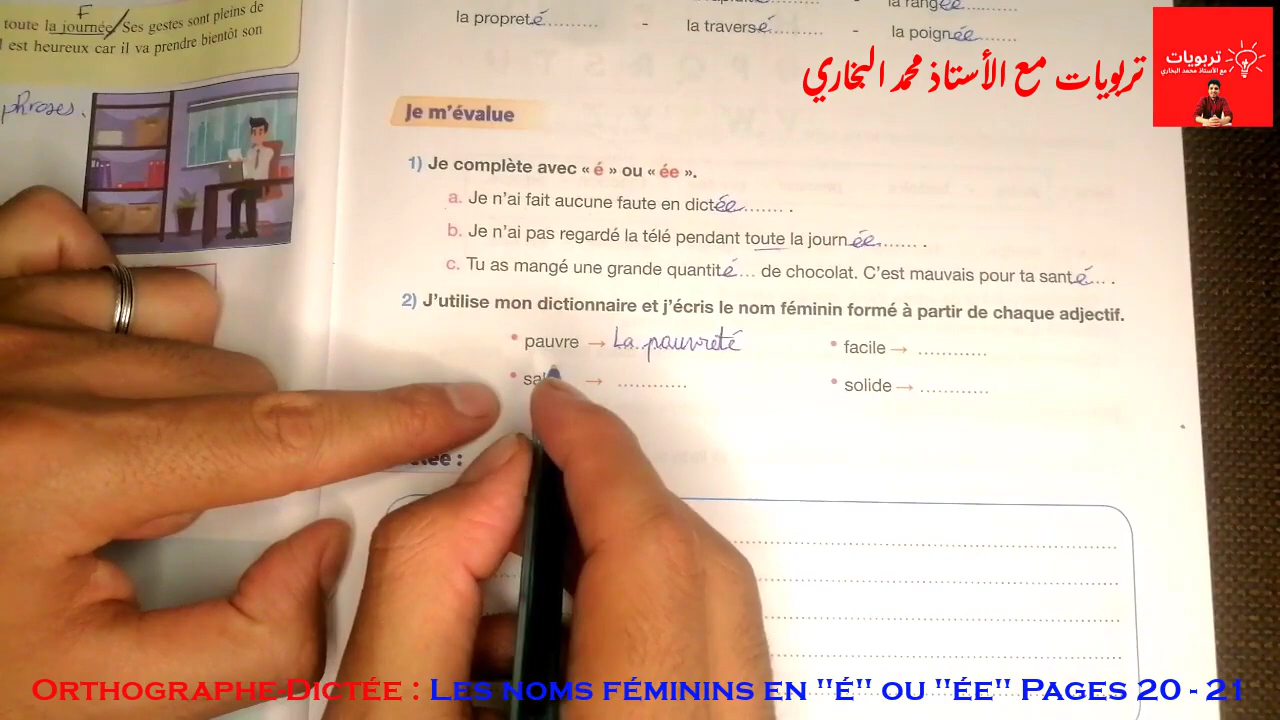 F
toute la journée. Ses gestes sont pleins de
est heureux car il va prendre bientôt son
phrases.
la propreté............ - la traversé............ - la poignée.........
la rangée............
تربويات مع الأستاذ محمد البخاري
تربويات
مع الأستاذ محمد البخاري
Je m'évalue
1) Je complète avec « é » ou « ée ».
a. Je n'ai fait aucune faute en dictée........ .
b. Je n'ai pas regardé la télé pendant toute la journée........ .
c. Tu as mangé une grande quantité... de chocolat. C'est mauvais pour ta santé... .
2) J'utilise mon dictionnaire et j'écris le nom féminin formé à partir de chaque adjectif.
• pauvre → La pauvreté • facile → ............
→ ............ • solide → ............
Orthographe-Dictée : Les noms féminins en "é" ou "ée" Pages 20 - 21